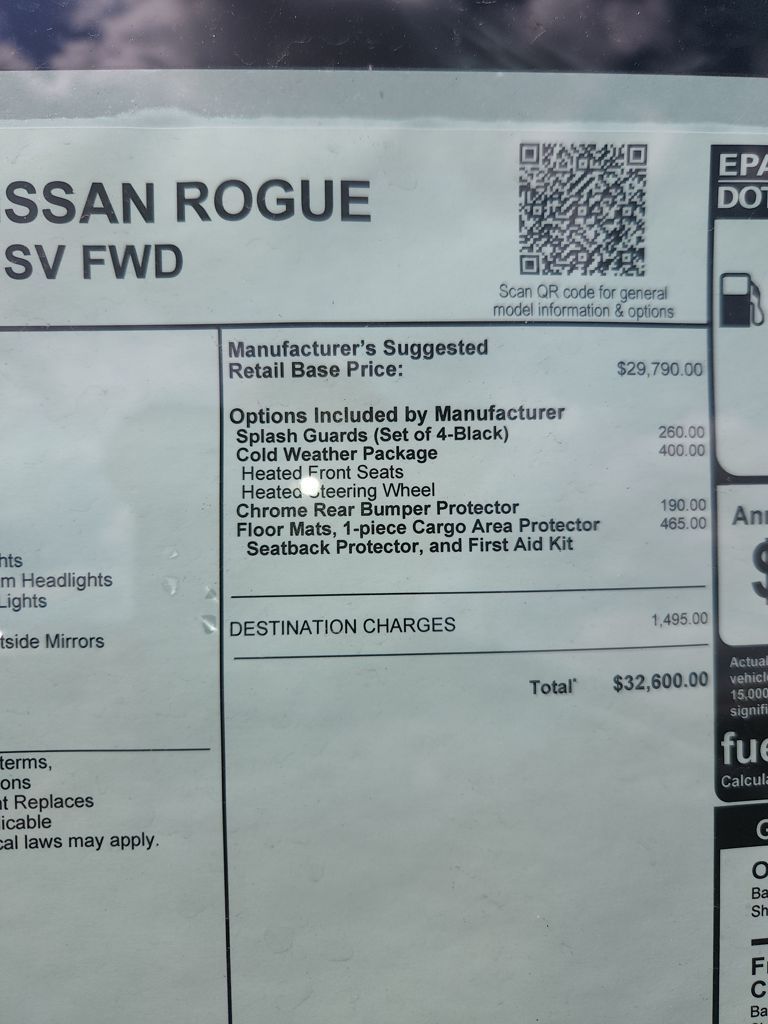 ISSAN ROGUE
SV FWD
Scan QR code for general
model information & options
EPA
DOT
Manufacturer's Suggested
Retail Base Price: $29,790.00
Options Included by Manufacturer
Splash Guards (Set of 4-Black) 260.00
Cold Weather Package 400.00
Heated Front Seats
Heated Steering Wheel
Chrome Rear Bumper Protector 190.00
Floor Mats, 1-piece Cargo Area Protector 465.00
Seatback Protector, and First Aid Kit
DESTINATION CHARGES 1,495.00
Total* $32,600.00
hts
m Headlights
Lights
tside Mirrors
terms,
ons
nt Replaces
licable
cal laws may apply.
Ann
$
Actual
vehicle
15,000
signifi
fue
Calcula
G
O
Ba
Sh
F
C
Ba